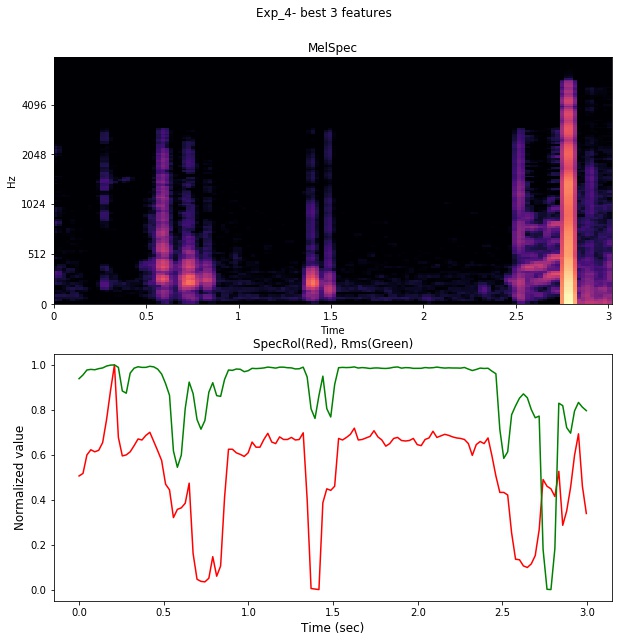 Exp_4- best 3 features
MelSpec
4096
2048
1024
512
0
Hz
0 0.5 1 1.5 2 2.5 3
Time
SpecRol(Red), Rms(Green)
1.0
0.8
0.6
0.4
0.2
0.0
Normalized value
0.0 0.5 1.0 1.5 2.0 2.5 3.0
Time (sec)